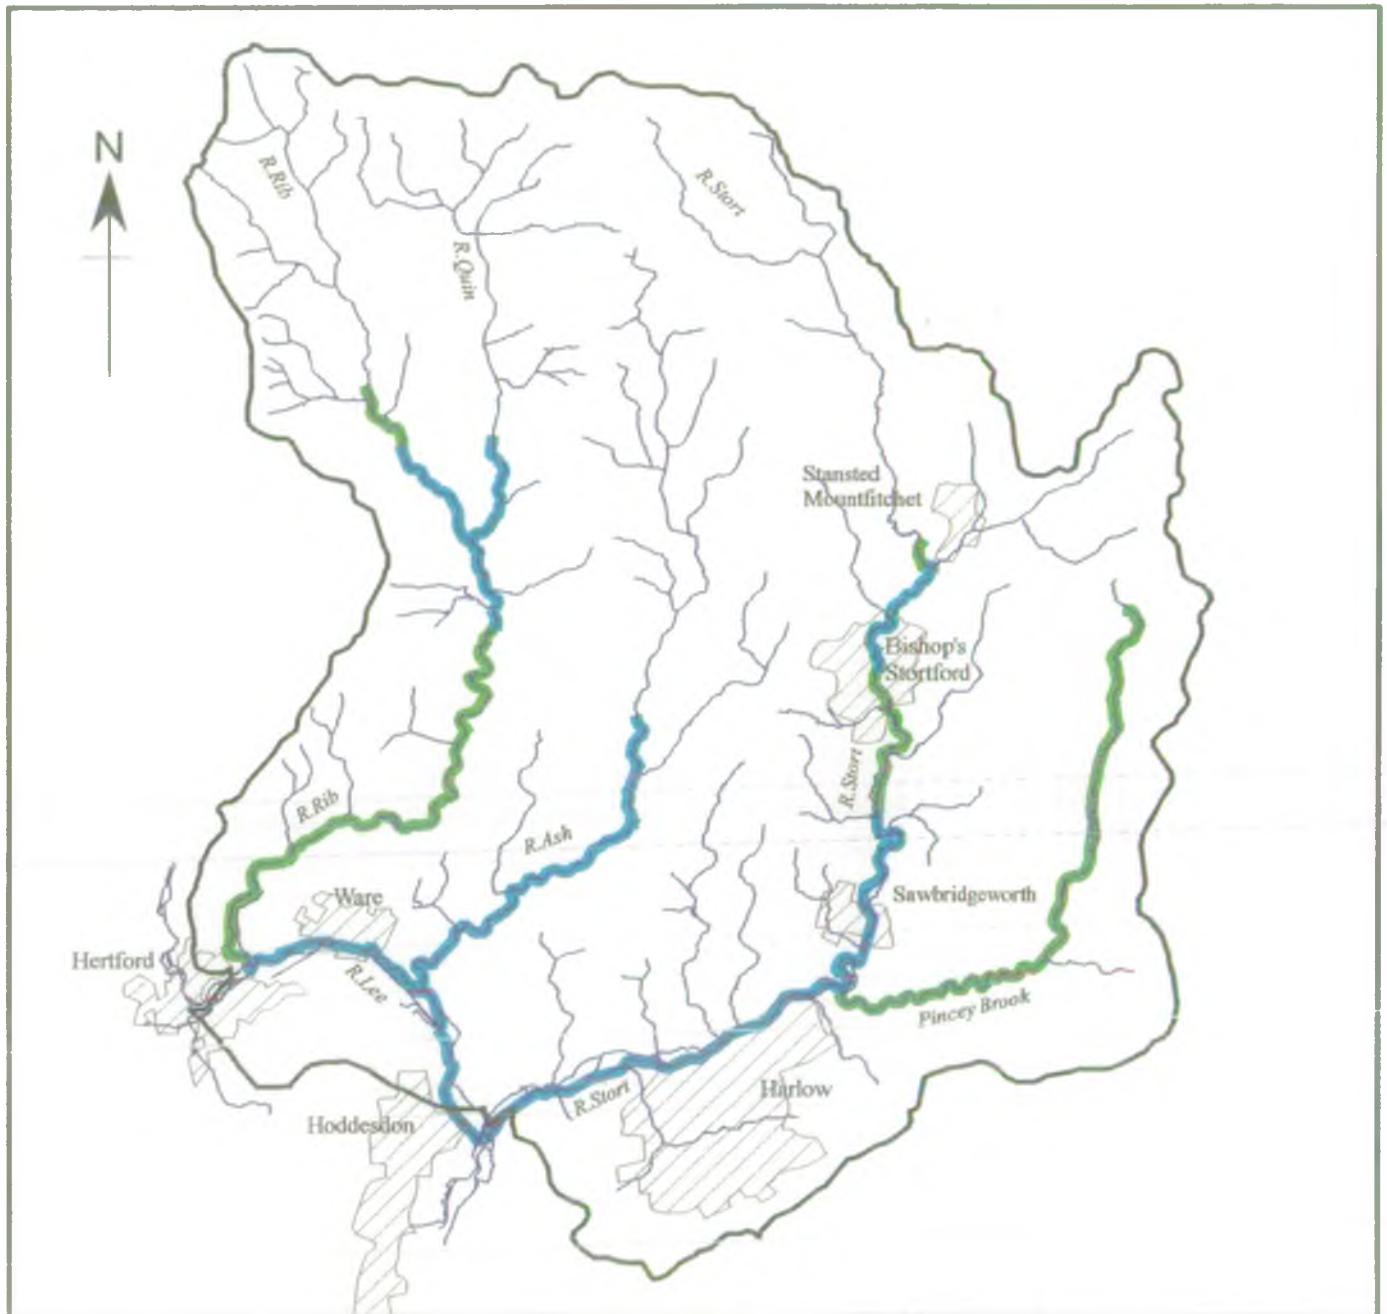 N
R.Rib
R.Stort
R.Quin
Stansted
Mountfitchet
Bishop's
Stortford
R.Stort
R.Rib
R.Ash
Ware
Sawbridgeworth
Hertford
R.Lee
Pincey Brook
R.Stort
Harlow
Hoddesdon